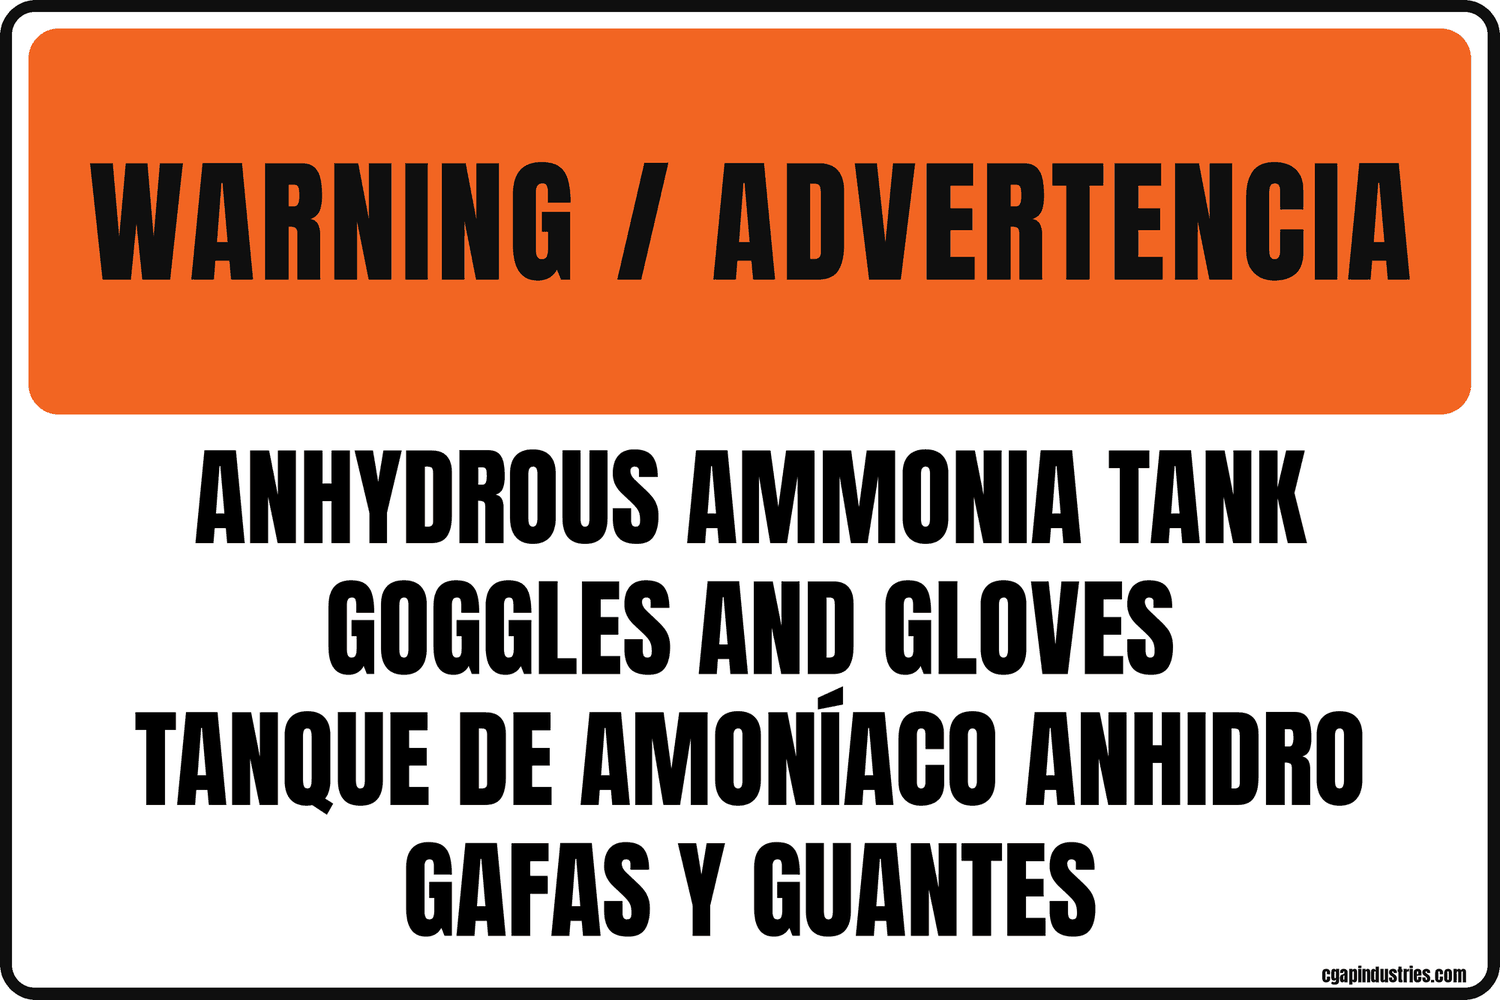 WARNING / ADVERTENCIA
ANHYDROUS AMMONIA TANK
GOGGLES AND GLOVES
TANQUE DE AMONÍACO ANHIDRO
GAFAS Y GUANTES
cgapindustries.com